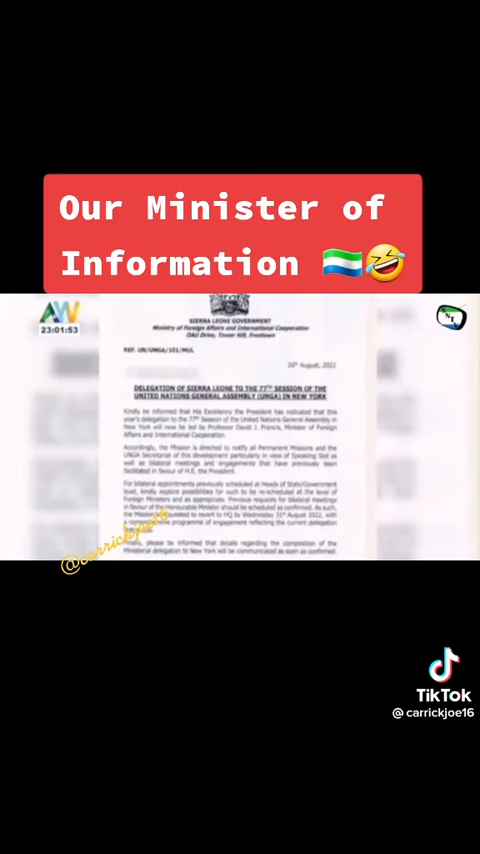 Our Minister of
Information 🇸🇱🤣
AW
23:01:53
SIERRA LEONE GOVERNMENT
Ministry of Foreign Affairs and International Cooperation
OAU Drive, Tower Hill, Freetown
REF: UN/UNGA/101/MUL
26th August, 2022
DELEGATION OF SIERRA LEONE TO THE 77TH SESSION OF THE
UNITED NATIONS GENERAL ASSEMBLY (UNGA) IN NEW YORK
Kindly be informed that His Excellency the President has indicated that this
year's delegation to the 77th Session of the United Nations General Assembly in
New York will now be led by Professor David J. Francis, Minister of Foreign
Affairs and International Cooperation.
Accordingly, the Mission is directed to notify all Permanent Missions and the
UNGA Secretariat of this development particularly in view of Speaking Slot as
well as bilateral meetings and engagements that have previously been
facilitated in favour of H.E. the President.
For bilateral appointments previously scheduled at Heads of State/Government
level, kindly explore possibilities for such to be re-scheduled at the level of
Foreign Ministers and as appropriate. Previous requests for bilateral meetings
in favour of the Honourable Minister should be scheduled as confirmed. As such,
the Mission is requested to revert to HQ by Wednesday 31st August 2022, with
a programme of engagement reflecting the current delegation
please be informed that details regarding the composition of the
Ministerial delegation to New York will be communicated as soon as confirmed.
@carrickjoe16
TikTok
@carrickjoe16